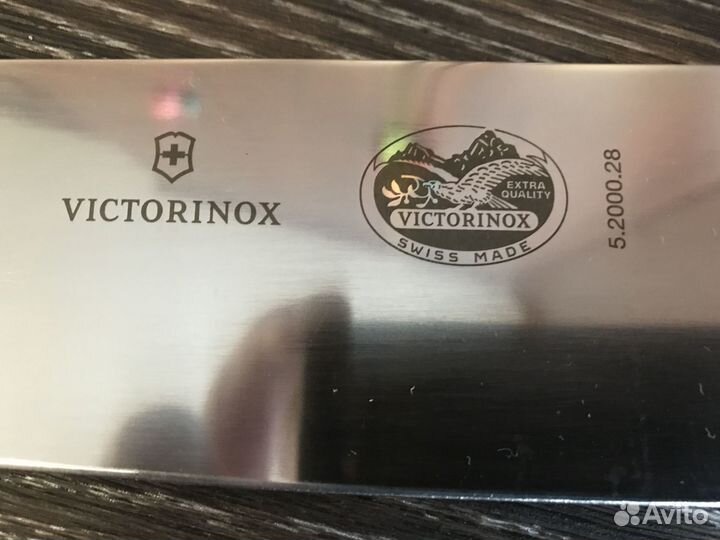 VICTORINOX
EXTRA
QUALITY
VICTORINOX
SWISS MADE
5.2000.28
Avito